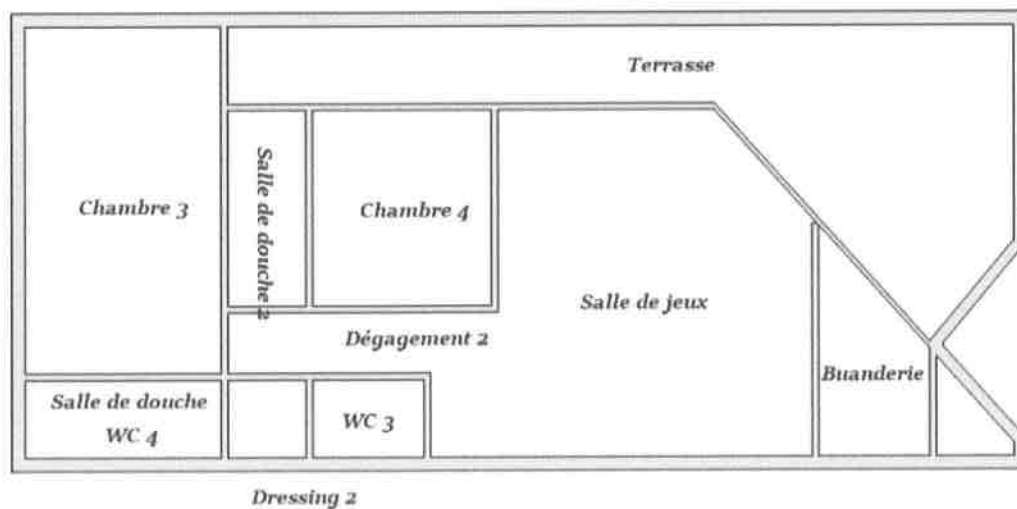 Terrasse
Chambre 3
Salle de douche 2
Chambre 4
Salle de jeux
Dégagement 2
Buanderie
Salle de douche
WC 4
WC 3
Dressing 2